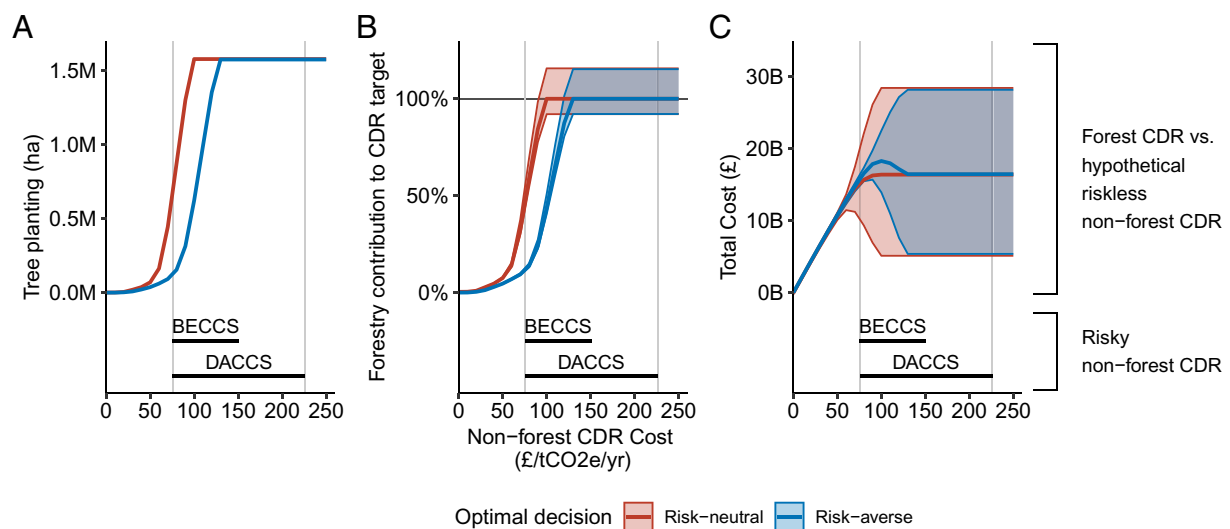 A
Tree planting (ha)
1.5M
1.0M
0.5M
0.0M
BECCS
DACCS
0 50 100 150 200 250
B
Forestry contribution to CDR target
100%
50%
0%
BECCS
DACCS
0 50 100 150 200 250
Non−forest CDR Cost
(£/tCO2e/yr)
C
Total Cost (£)
30B
20B
10B
0B
BECCS
DACCS
0 50 100 150 200 250
Forest CDR vs.
hypothetical
riskless
non−forest CDR
Risky
non−forest CDR
Optimal decision Risk−neutral Risk−averse